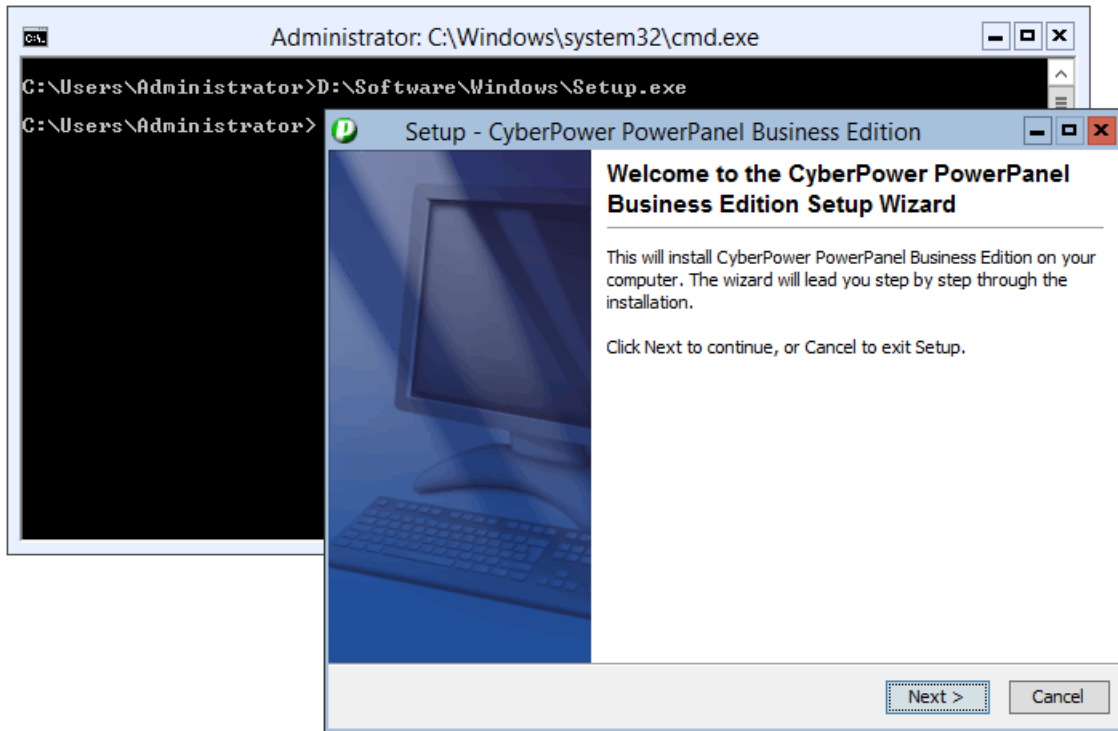 Administrator: C:\Windows\system32\cmd.exe
C:\Users\Administrator>D:\Software\Windows\Setup.exe
C:\Users\Administrator>
Setup - CyberPower PowerPanel Business Edition
Welcome to the CyberPower PowerPanel
Business Edition Setup Wizard
This will install CyberPower PowerPanel Business Edition on your
computer. The wizard will lead you step by step through the
installation.
Click Next to continue, or Cancel to exit Setup.
Next >
Cancel